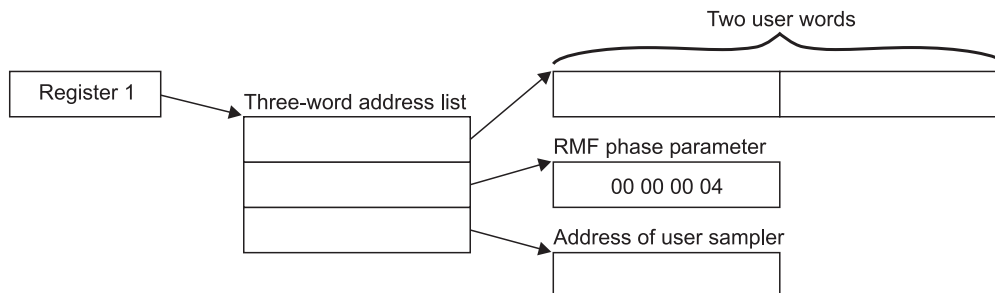 Two user words
Register 1
Three-word address list
RMF phase parameter
00 00 00 04
Address of user sampler